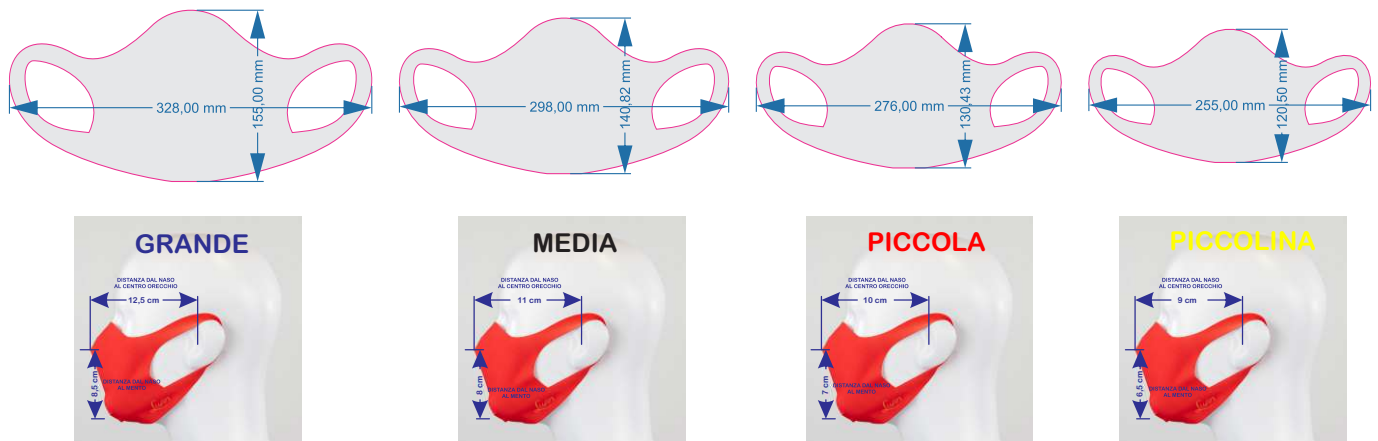 328,00 mm
155,00 mm
298,00 mm
140,82 mm
276,00 mm
130,43 mm
255,00 mm
120,50 mm
GRANDE
DISTANZA DAL NASO
AL CENTRO ORECCHIO
12,5 cm
8,5 cm
DISTANZA DAL NASO
AL MENTO
MEDIA
DISTANZA DAL NASO
AL CENTRO ORECCHIO
11 cm
8 cm
DISTANZA DAL NASO
AL MENTO
PICCOLA
DISTANZA DAL NASO
AL CENTRO ORECCHIO
10 cm
7 cm
DISTANZA DAL NASO
AL MENTO
PICCOLINA
DISTANZA DAL NASO
AL CENTRO ORECCHIO
9 cm
6,5 cm
DISTANZA DAL NASO
AL MENTO